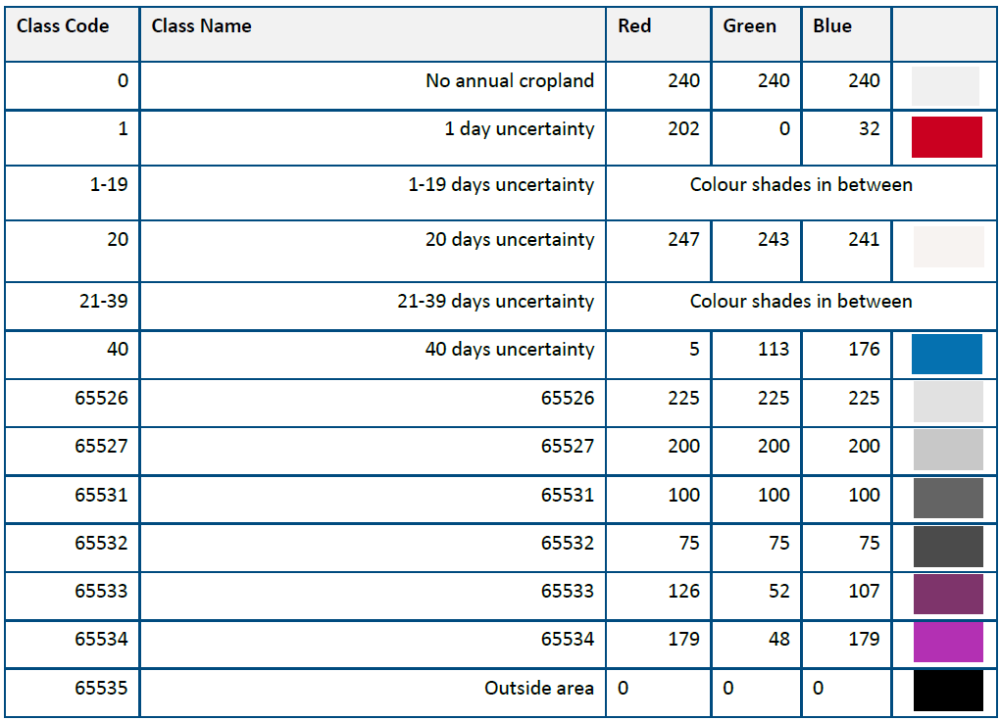 Class Code Class Name Red Green Blue
0 No annual cropland 240 240 240
1 1 day uncertainty 202 0 32
1-19 1-19 days uncertainty Colour shades in between
20 20 days uncertainty 247 243 241
21-39 21-39 days uncertainty Colour shades in between
40 40 days uncertainty 5 113 176
65526 65526 225 225 225
65527 65527 200 200 200
65531 65531 100 100 100
65532 65532 75 75 75
65533 65533 126 52 107
65534 65534 179 48 179
65535 Outside area 0 0 0